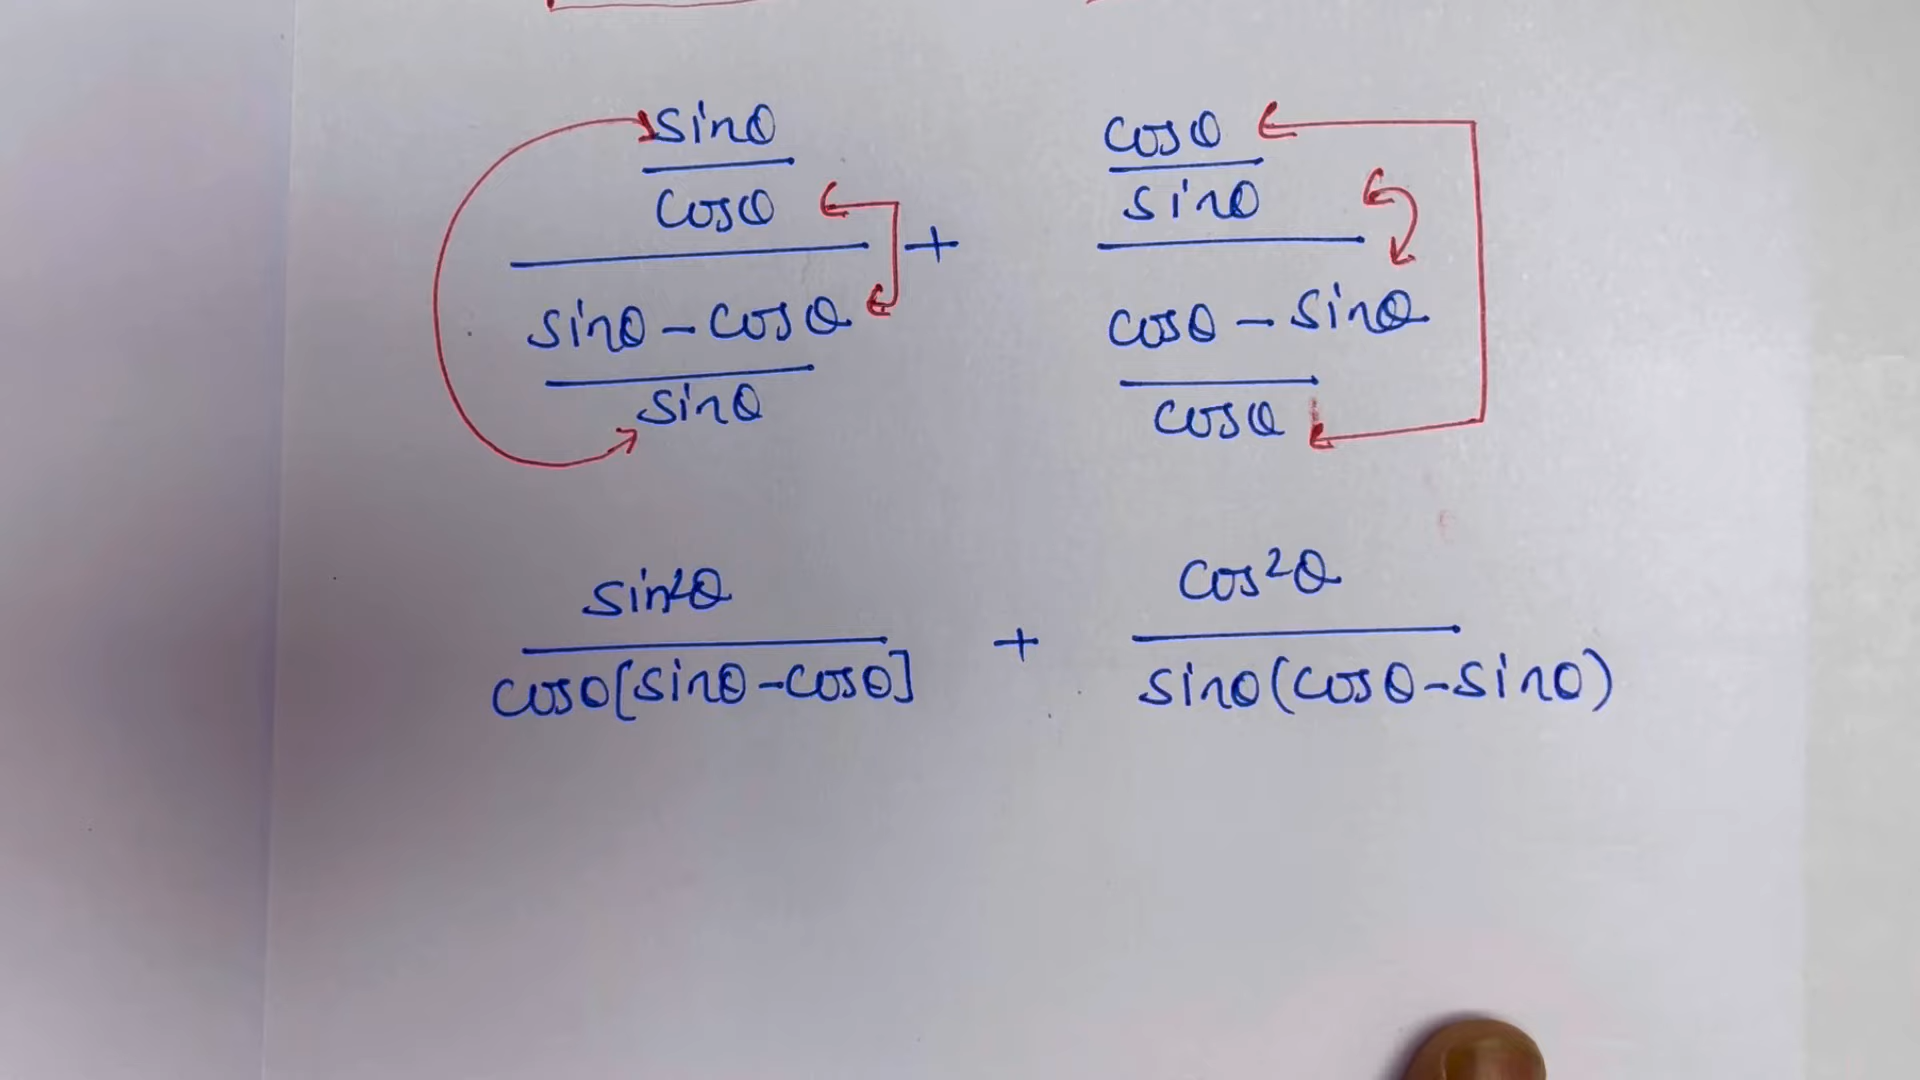 sinθ cosθ
cosθ sinθ
+
sinθ - cosθ cosθ - sinθ
sinθ cosθ
sin²θ + cos²θ
cosθ[sinθ-cosθ] sinθ(cosθ-sinθ)